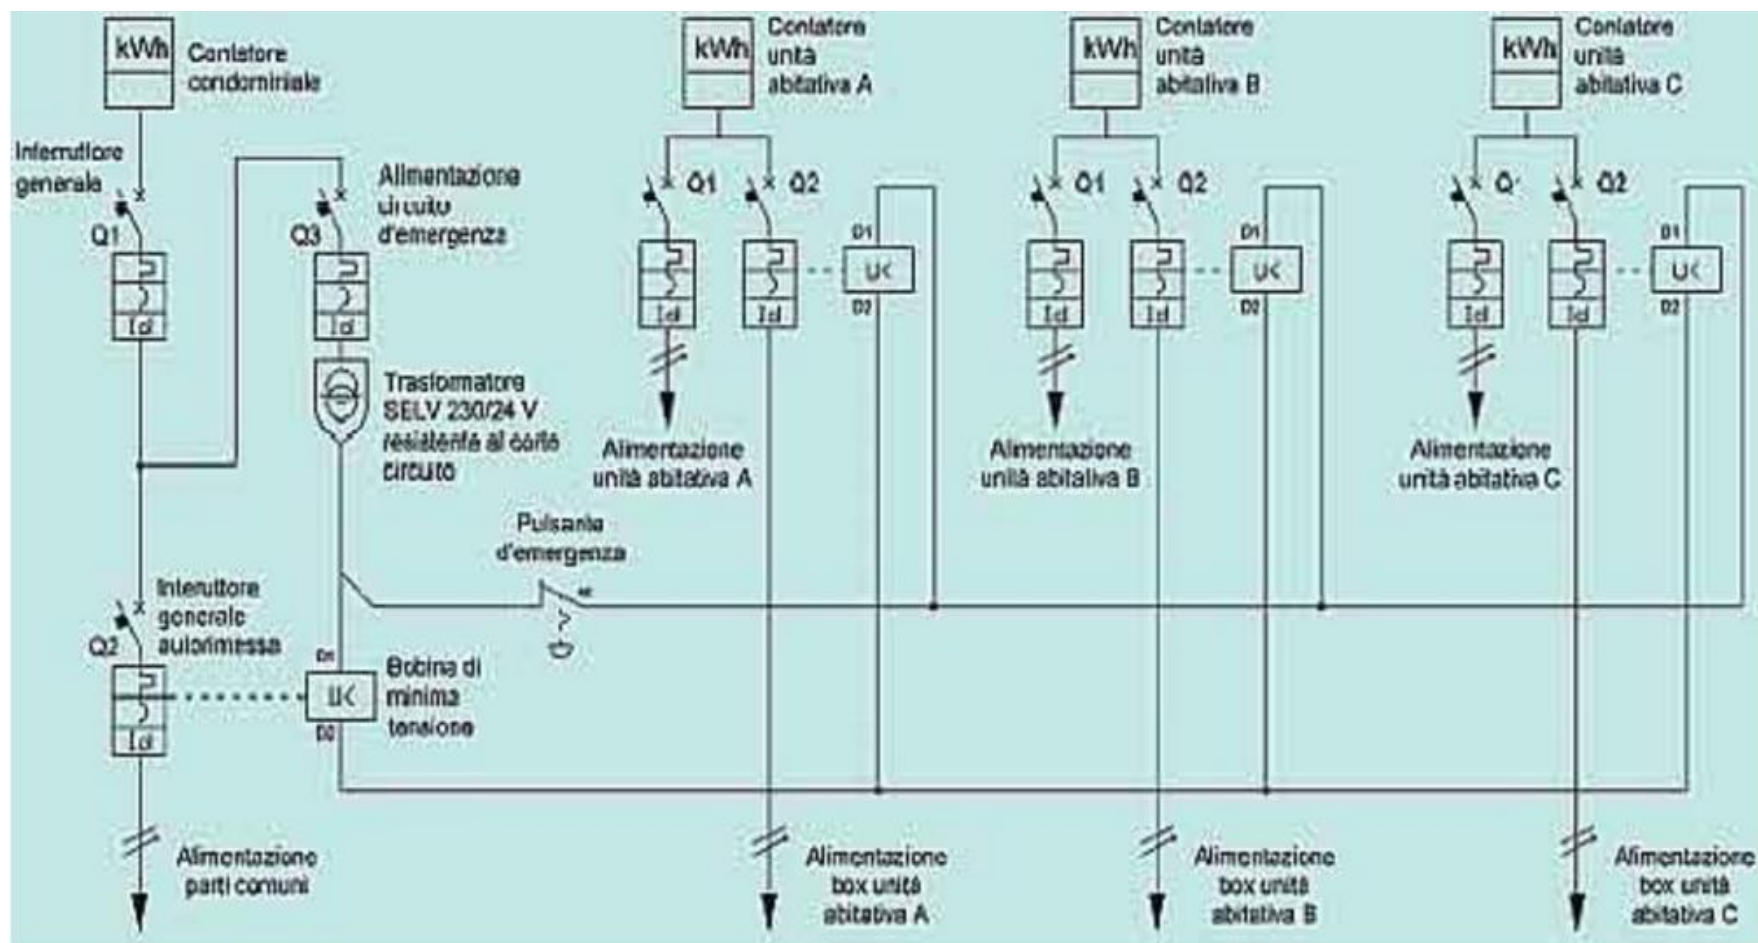 kWh
Contatore
condominiale
kWh
Contatore
unità
abitativa A
kWh
Contatore
unità
abitativa B
kWh
Contatore
unità
abitativa C
Interruttore
generale
Q1
Id
Q3
Id
Alimentazione
circuito
d'emergenza
Q1
Q2
Id
Id
D1
U<
D2
Q1
Q2
Id
Id
D1
U<
D2
Q2
Id
Id
D1
U<
D2
Trasformatore
SELV 230/24 V
resistente al corto
circuito
Alimentazione
unità abitativa A
Alimentazione
unità abitativa B
Alimentazione
unità abitativa C
Pulsante
d'emergenza
Interuttore
generale
autorimessa
Q2
Id
D1
U<
D2
Bobina di
minima
tensione
Alimentazione
parti comuni
Alimentazione
box unità
abitativa A
Alimentazione
box unità
abitativa B
Alimentazione
box unità
abitativa C